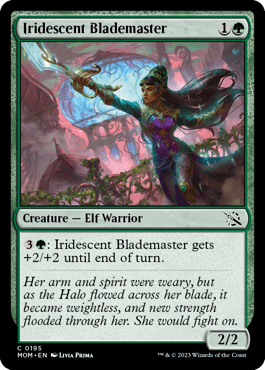 Iridescent Blademaster 1
Creature — Elf Warrior
3: Iridescent Blademaster gets
+2/+2 until end of turn.
Her arm and spirit were weary, but
as the Halo flowed across her blade, it
became weightless, and new strength
flooded through her. She would fight on.
2/2
C 0195
MOM • EN Livia Prima
™ & © 2023 Wizards of the Coast